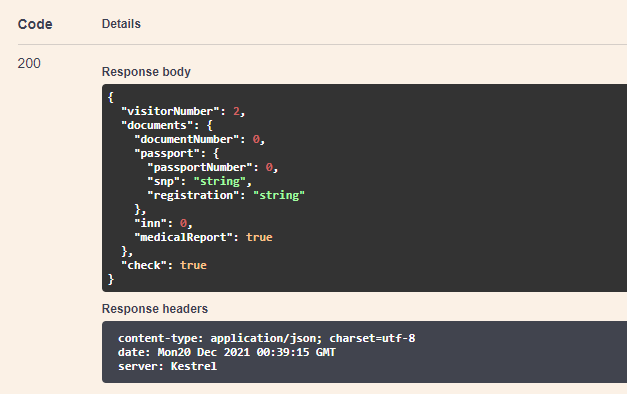 Code Details
200
Response body
{
  "visitorNumber": 2,
  "documents": {
    "documentNumber": 0,
    "passport": {
      "passportNumber": 0,
      "snp": "string",
      "registration": "string"
    },
    "inn": 0,
    "medicalReport": true
  },
  "check": true
}
Response headers
content-type: application/json; charset=utf-8
date: Mon20 Dec 2021 00:39:15 GMT
server: Kestrel